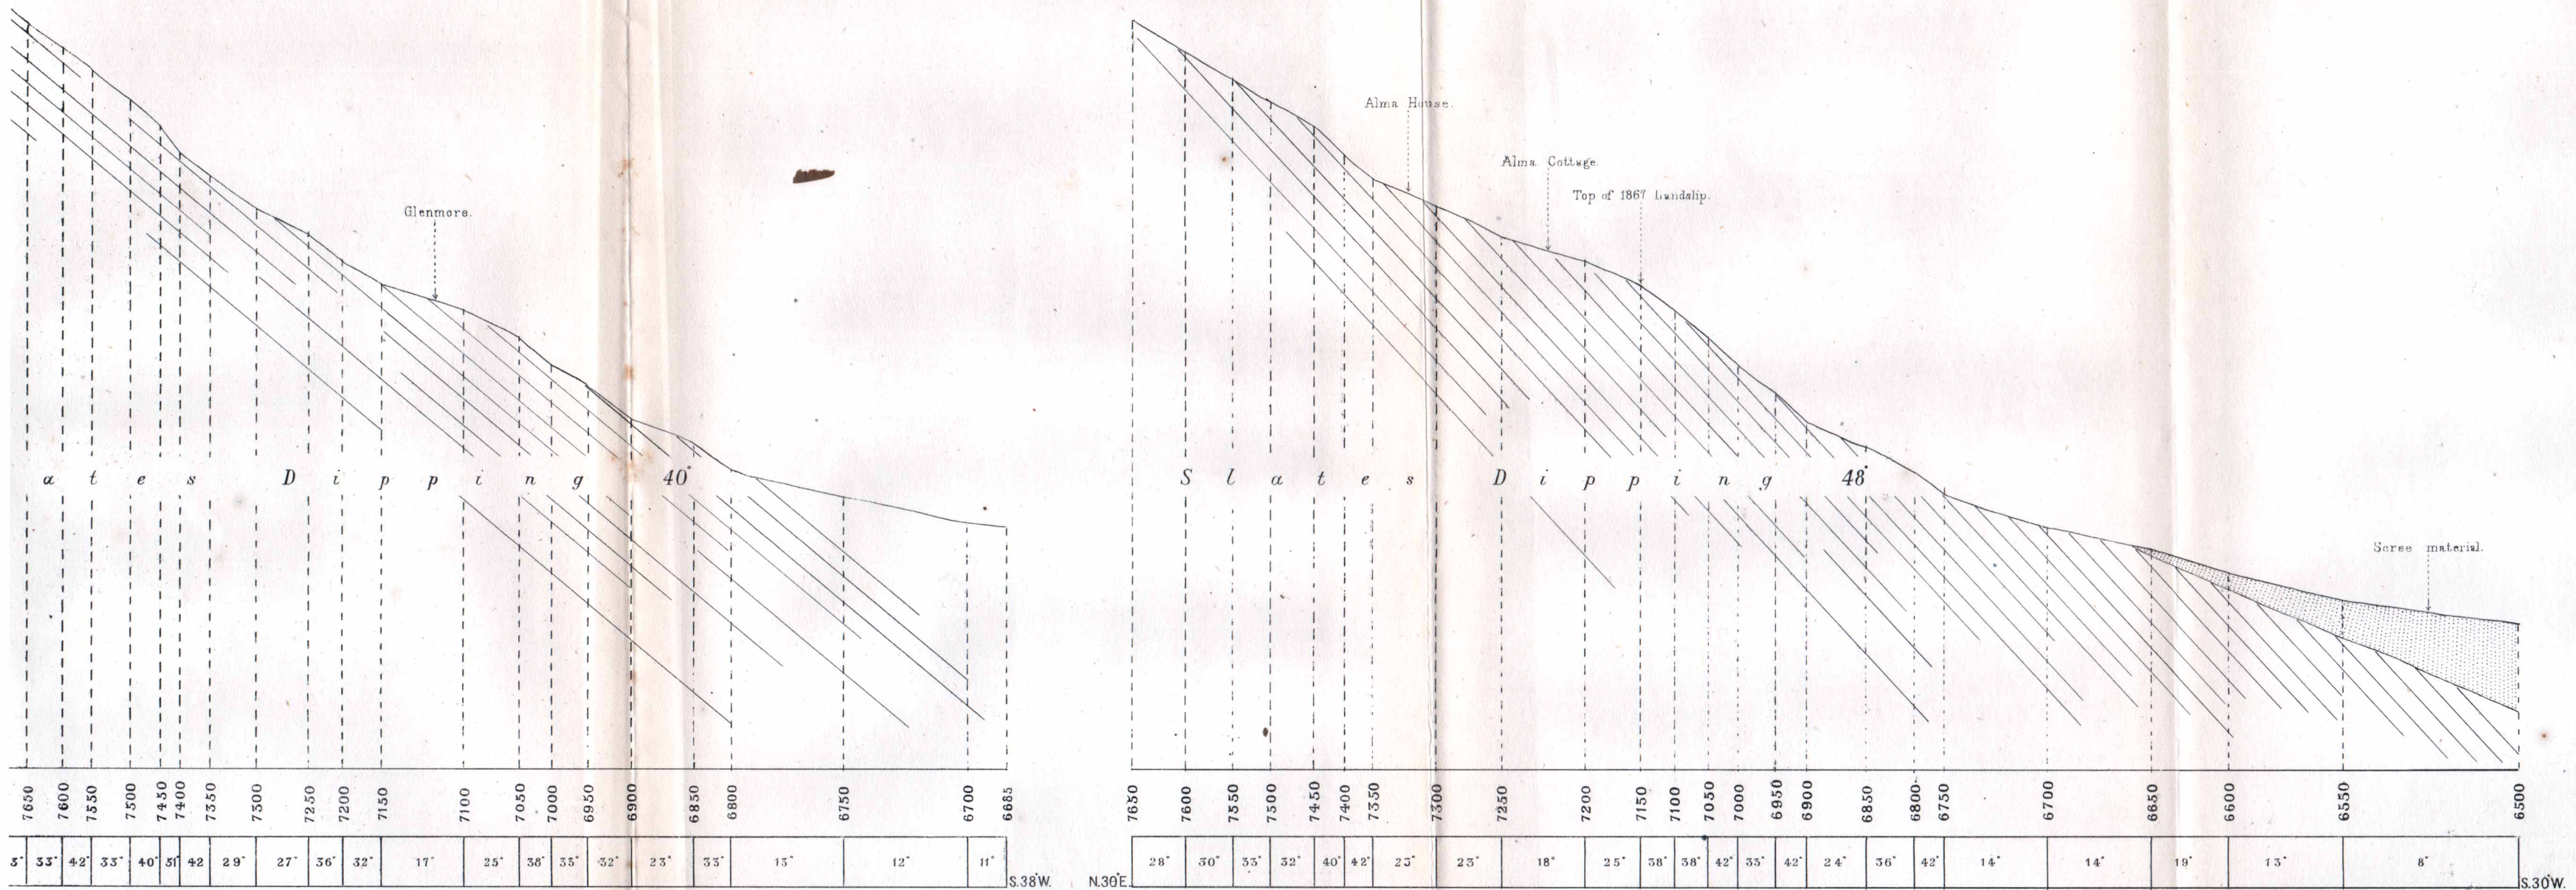 Glenmore.
Alma House.
Alma Cottage.
Top of 1867 Landslip.
a t e s D i p p i n g 40°
S l a t e s D i p p i n g 48°
Scree material.
7650 7600 7550 7500 7450 7400 7350 7300 7250 7200 7150 7100 7050 7000 6950 6900 6850 6800 6750 6700 6685
7650 7600 7550 7500 7450 7400 7350 7300 7250 7200 7150 7100 7050 7000 6950 6900 6850 6800 6750 6700 6650 6600 6550 6500
3° 33° 42° 33° 40° 51° 42 29° 27° 36° 32° 17° 25° 38° 33° 32° 23° 33° 13° 12° 11°
S.38°W.
N.30°E. 28° 30° 33° 32° 40° 42° 23° 23° 18° 25° 38° 38° 42° 33° 42° 24° 36° 42° 14° 14° 19° 13° 8°
S.30°W.